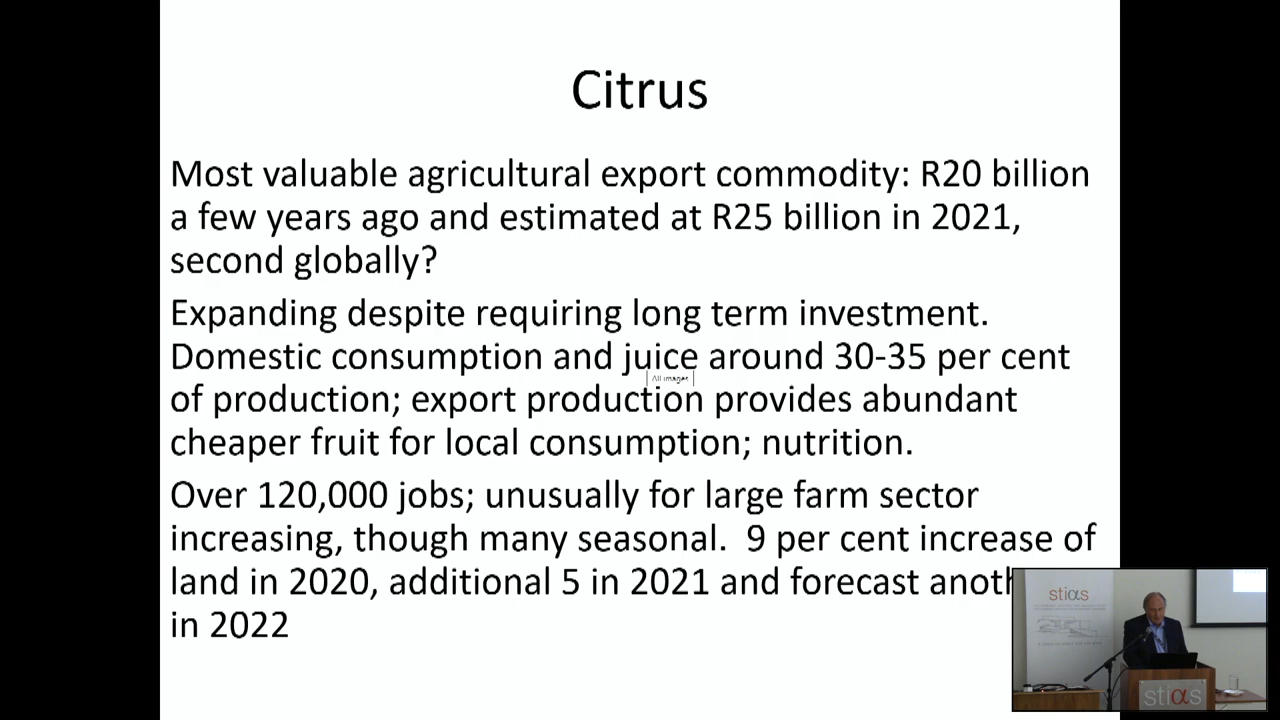 Citrus
Most valuable agricultural export commodity: R20 billion
a few years ago and estimated at R25 billion in 2021,
second globally?
Expanding despite requiring long term investment.
Domestic consumption and juice around 30-35 per cent
All images
of production; export production provides abundant
cheaper fruit for local consumption; nutrition.
Over 120,000 jobs; unusually for large farm sector
increasing, though many seasonal.  9 per cent increase of
land in 2020, additional 5 in 2021 and forecast
in 2022
stias
stias